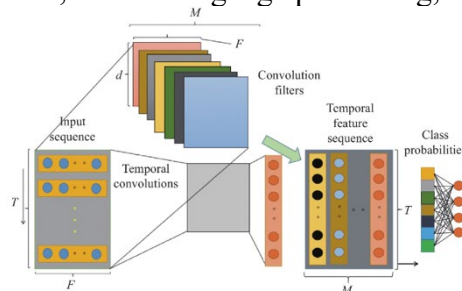 M
F
d
Convolution
filters
Input
sequence
Temporal
feature
sequence
Class
probabilitie
Temporal
convolutions
T
T
F
M